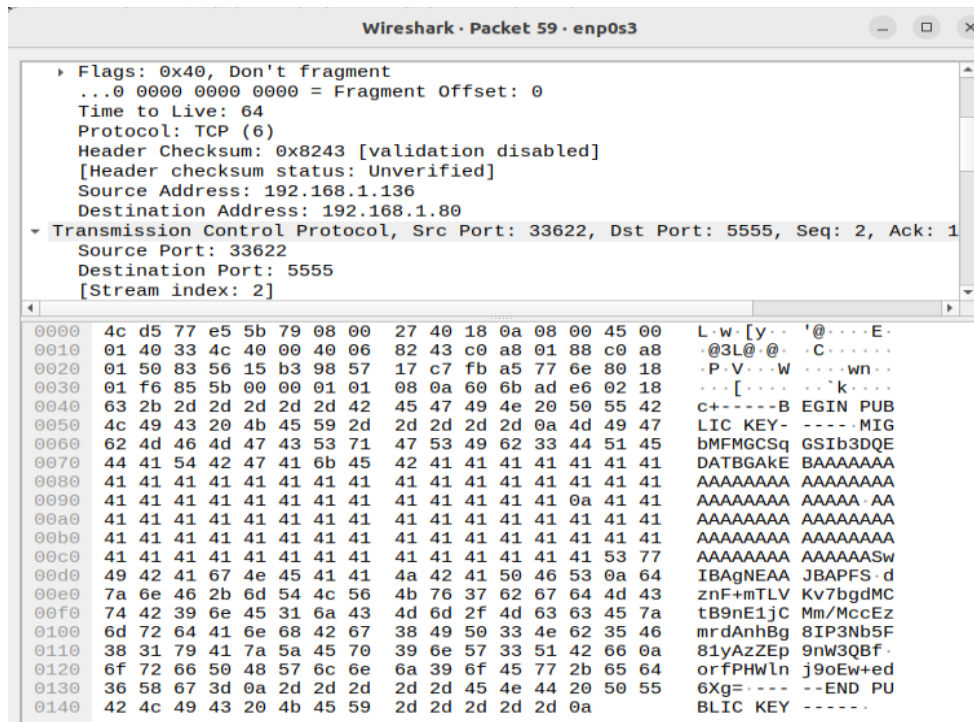 Wireshark · Packet 59 · enp0s3
Flags: 0x40, Don't fragment
...0 0000 0000 0000 = Fragment Offset: 0
Time to Live: 64
Protocol: TCP (6)
Header Checksum: 0x8243 [validation disabled]
[Header checksum status: Unverified]
Source Address: 192.168.1.136
Destination Address: 192.168.1.80
Transmission Control Protocol, Src Port: 33622, Dst Port: 5555, Seq: 2, Ack: 1
Source Port: 33622
Destination Port: 5555
[Stream index: 2]
0000 4c d5 77 e5 5b 79 08 00 27 40 18 0a 08 00 45 00 L·w·[y·· '@····E·
0010 01 40 33 4c 40 00 40 06 82 43 c0 a8 01 88 c0 a8 ·@3L@·@· ·C······
0020 01 50 83 56 15 b3 98 57 17 c7 fb a5 77 6e 80 18 ·P·V···W ····wn··
0030 01 f6 85 5b 00 00 01 01 08 0a 60 6b ad e6 02 18 ···[···· ··`k····
0040 63 2b 2d 2d 2d 2d 2d 42 45 47 49 4e 20 50 55 42 c+-----B EGIN PUB
0050 4c 49 43 20 4b 45 59 2d 2d 2d 2d 2d 0a 4d 49 47 LIC KEY- ----·MIG
0060 62 4d 46 4d 47 43 53 71 47 53 49 62 33 44 51 45 bMFMGCSq GSIb3DQE
0070 44 41 54 42 47 41 6b 45 42 41 41 41 41 41 41 41 DATBGAkE BAAAAAAA
0080 41 41 41 41 41 41 41 41 41 41 41 41 41 41 41 41 AAAAAAAA AAAAAAAA
0090 41 41 41 41 41 41 41 41 41 41 41 41 41 0a 41 41 AAAAAAAA AAAAA·AA
00a0 41 41 41 41 41 41 41 41 41 41 41 41 41 41 41 41 AAAAAAAA AAAAAAAA
00b0 41 41 41 41 41 41 41 41 41 41 41 41 41 41 41 41 AAAAAAAA AAAAAAAA
00c0 41 41 41 41 41 41 41 41 41 41 41 41 41 41 53 77 AAAAAAAA AAAAAASw
00d0 49 42 41 67 4e 45 41 41 4a 42 41 50 46 53 0a 64 IBAgNEAA JBAPFS·d
00e0 7a 6e 46 2b 6d 54 4c 56 4b 76 37 62 67 64 4d 43 znF+mTLV Kv7bgdMC
00f0 74 42 39 6e 45 31 6a 43 4d 6d 2f 4d 63 63 45 7a tB9nE1jC Mm/MccEz
0100 6d 72 64 41 6e 68 42 67 38 49 50 33 4e 62 35 46 mrdAnhBg 8IP3Nb5F
0110 38 31 79 41 7a 5a 45 70 39 6e 57 33 51 42 66 0a 81yAzZEp 9nW3QBf·
0120 6f 72 66 50 48 57 6c 6e 6a 39 6f 45 77 2b 65 64 orfPHWln j9oEw+ed
0130 36 58 67 3d 0a 2d 2d 2d 2d 2d 45 4e 44 20 50 55 6Xg=·--- --END PU
0140 42 4c 49 43 20 4b 45 59 2d 2d 2d 2d 2d 0a BLIC KEY -----·